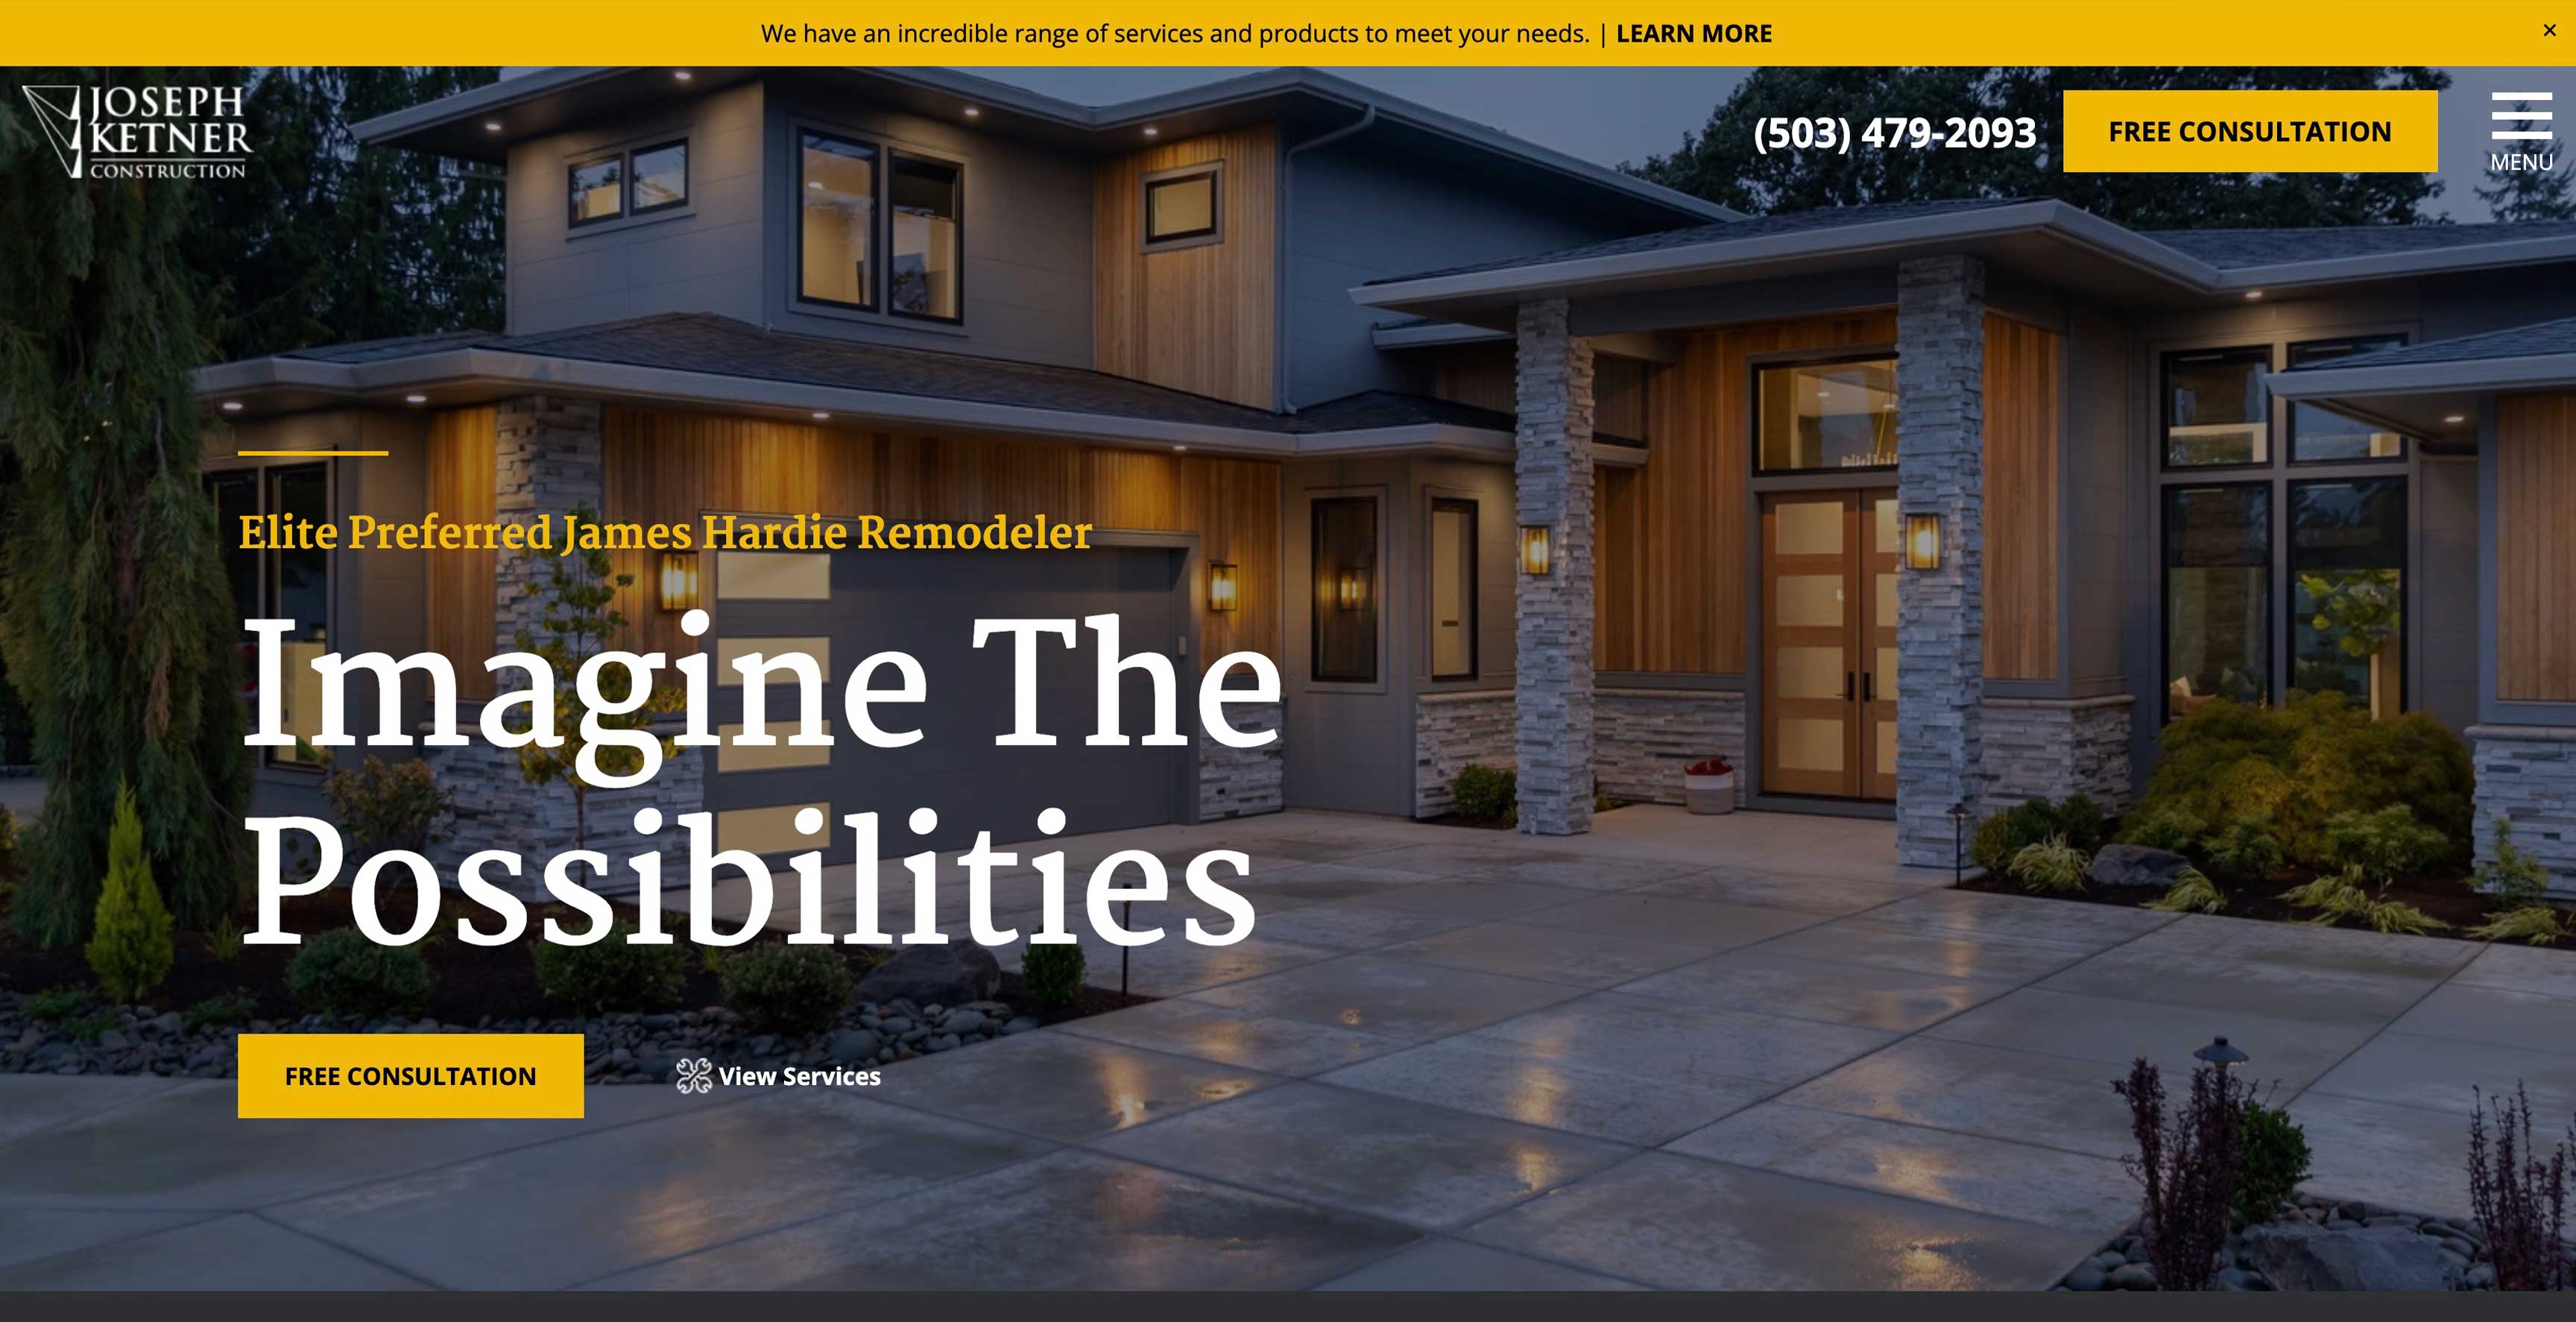 We have an incredible range of services and products to meet your needs. | LEARN MORE
×
JOSEPH
KETNER
CONSTRUCTION
(503) 479-2093
FREE CONSULTATION
MENU
Elite Preferred James Hardie Remodeler
Imagine The
Possibilities
FREE CONSULTATION
View Services